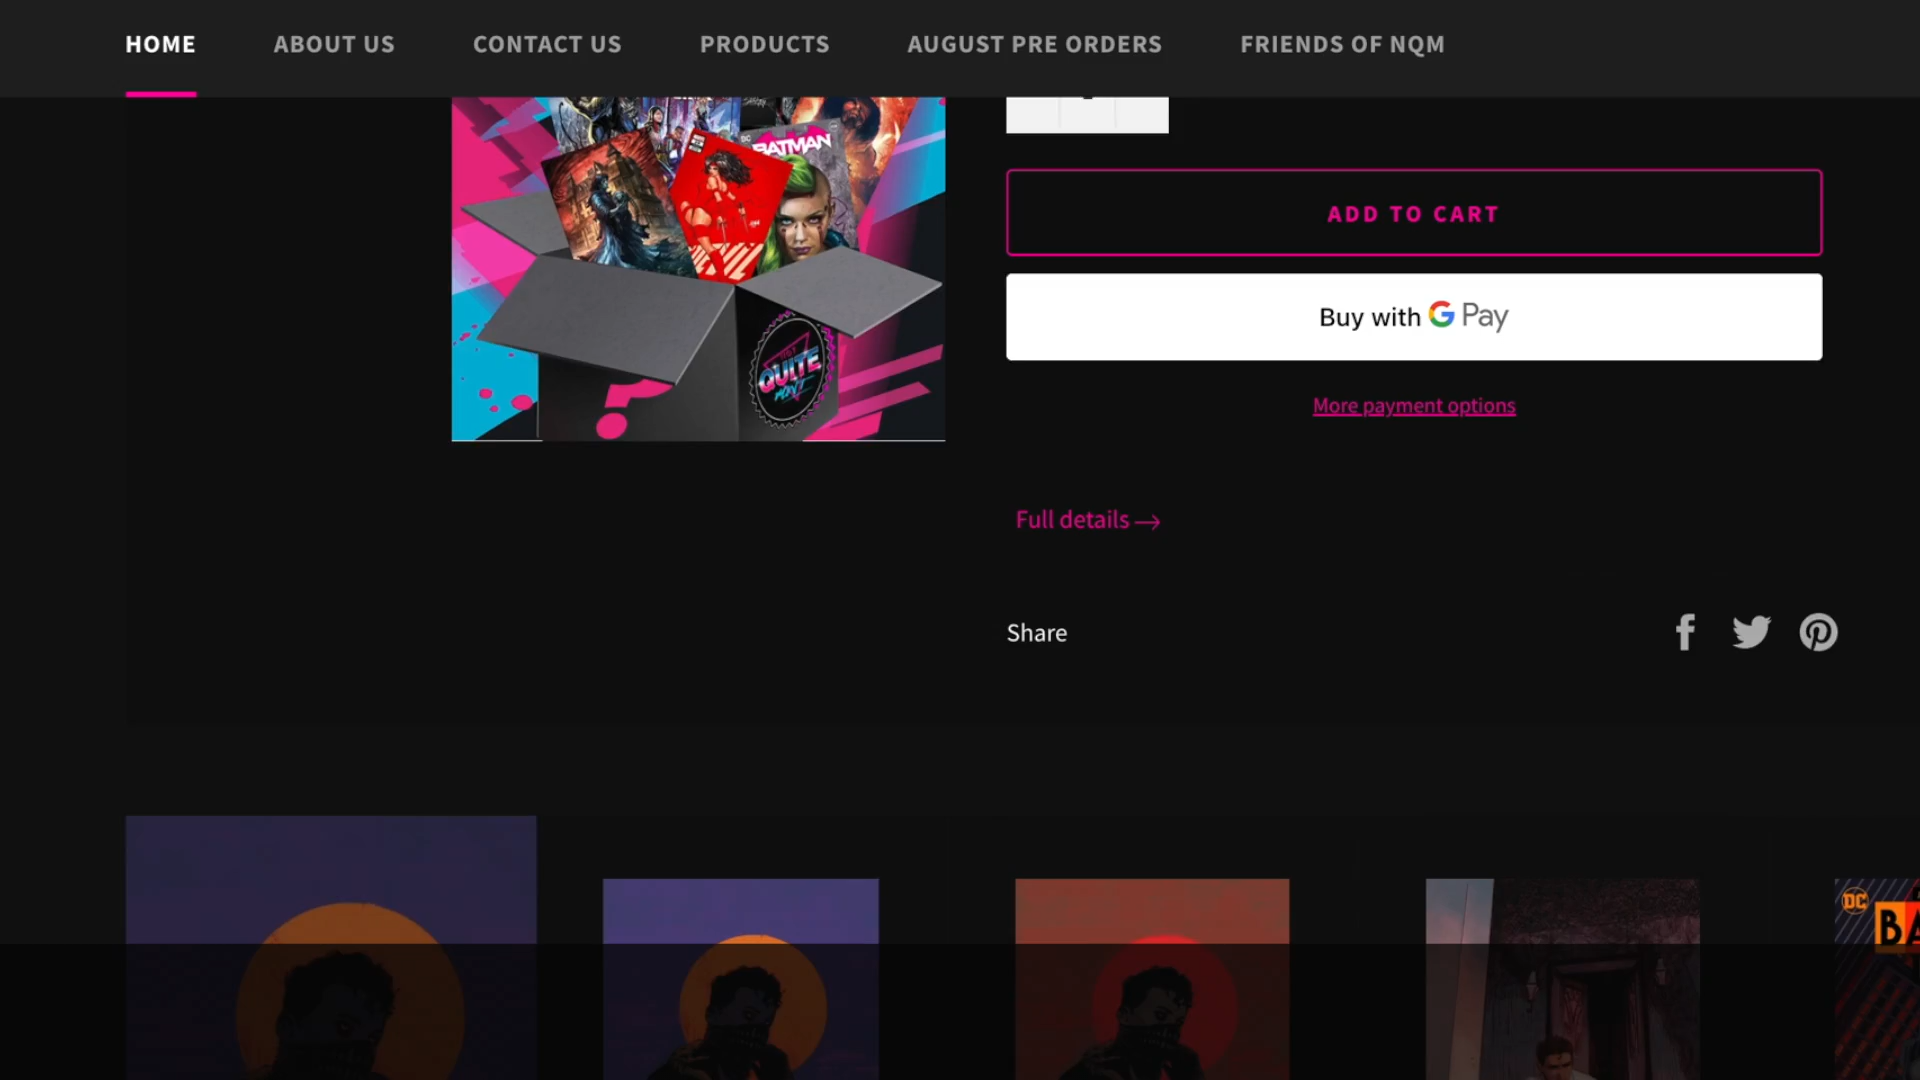 HOME ABOUT US CONTACT US PRODUCTS AUGUST PRE ORDERS FRIENDS OF NQM
BATMAN
ADD TO CART
Buy with G Pay
More payment options
QUITE
MINT
?
Full details →
Share
DC
BA